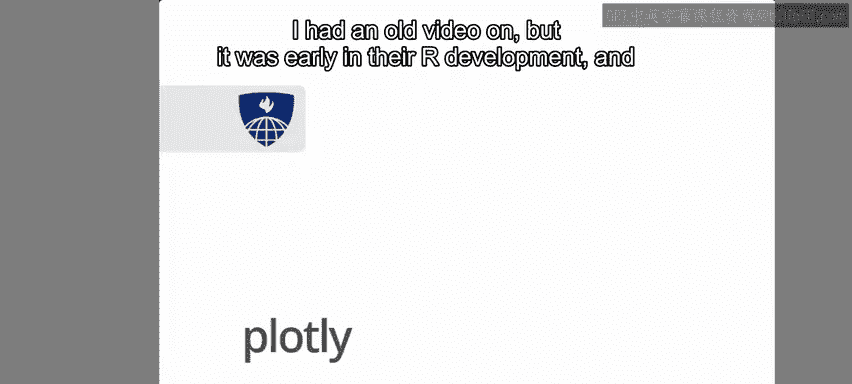 I had an old video on, but
it was early in their R development, and
plotly